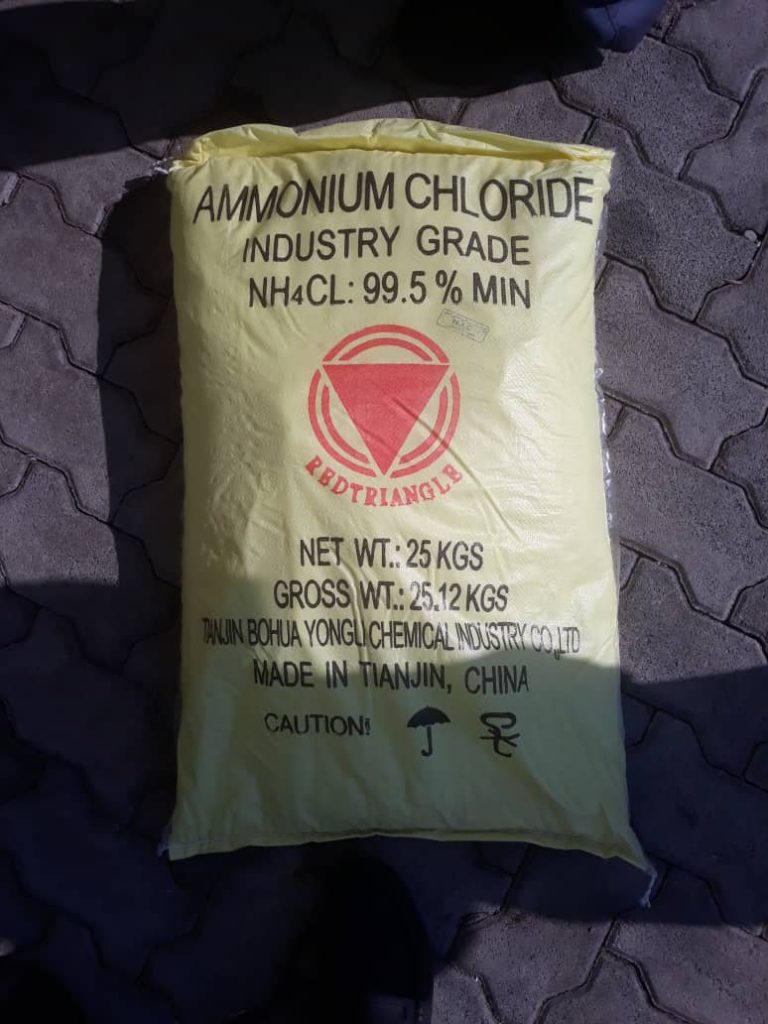 AMMONIUM CHLORIDE
INDUSTRY GRADE
NH₄CL: 99.5 % MIN
REDTRIANGLE
NET WT.: 25 KGS
GROSS WT.: 25.12 KGS
TIANJIN BOHUA YONGLI CHEMICAL INDUSTRY CO.,LTD
MADE IN TIANJIN, CHINA
CAUTION!